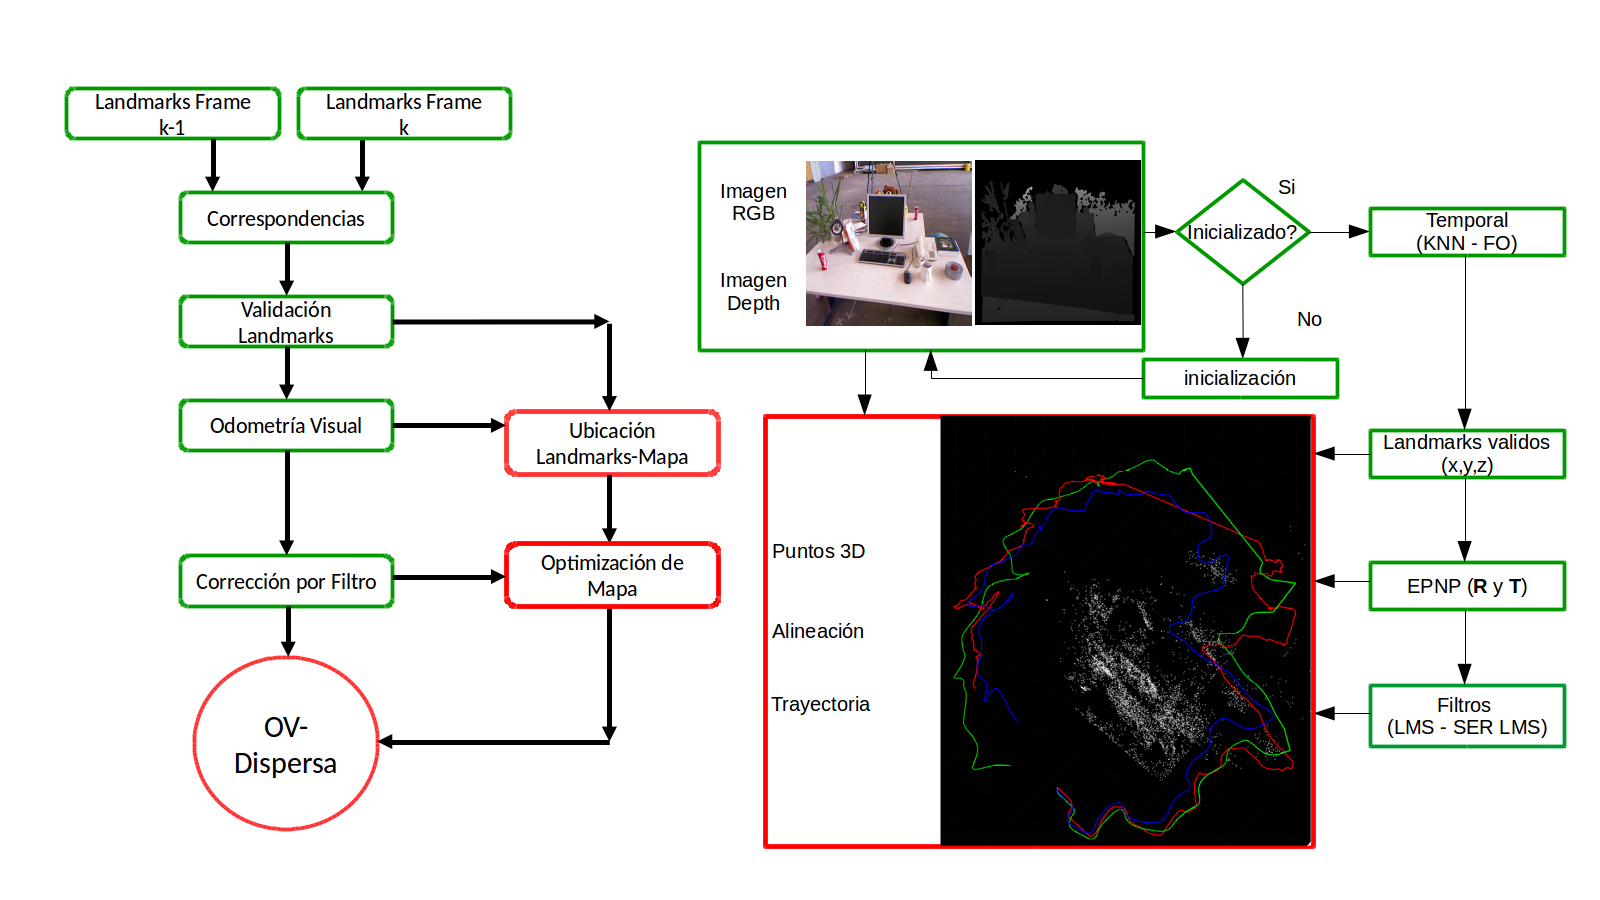 Landmarks Frame
k-1
Landmarks Frame
k
Correspondencias
Validación
Landmarks
Odometría Visual
Ubicación
Landmarks-Mapa
Corrección por Filtro
Optimización de
Mapa
OV-
Dispersa
Imagen
RGB
Imagen
Depth
Inicializado?
Si
No
inicialización
Temporal
(KNN - FO)
Landmarks validos
(x,y,z)
EPNP (R y T)
Filtros
(LMS - SER LMS)
Puntos 3D
Alineación
Trayectoria